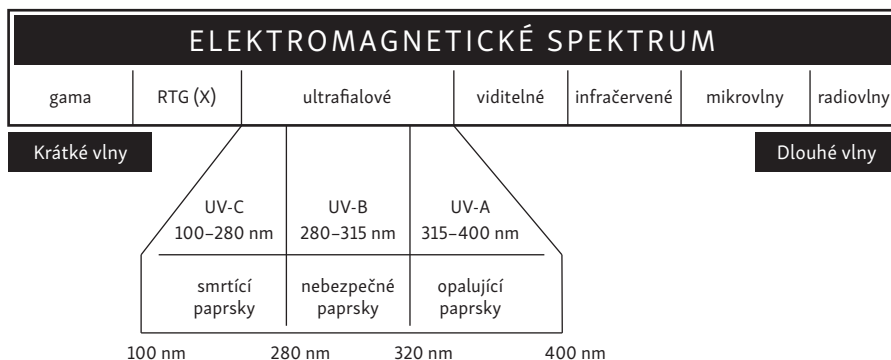 ELEKTROMAGNETICKÉ SPEKTRUM
gama RTG (X) ultrafialové viditelné infračervené mikrovlny radiovlny
Krátké vlny Dlouhé vlny
UV-C UV-B UV-A
100–280 nm 280–315 nm 315–400 nm
smrtící nebezpečné opalující
paprsky paprsky paprsky
100 nm 280 nm 320 nm 400 nm